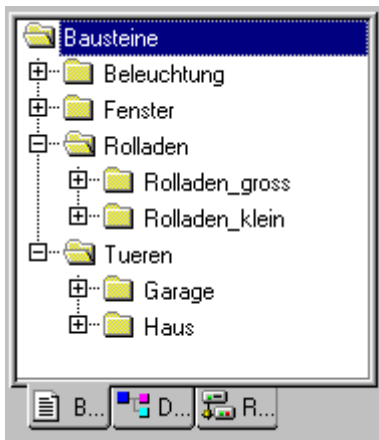 Bausteine
Beleuchtung
Fenster
Rolladen
Rolladen_gross
Rolladen_klein
Tueren
Garage
Haus
B... D... R...